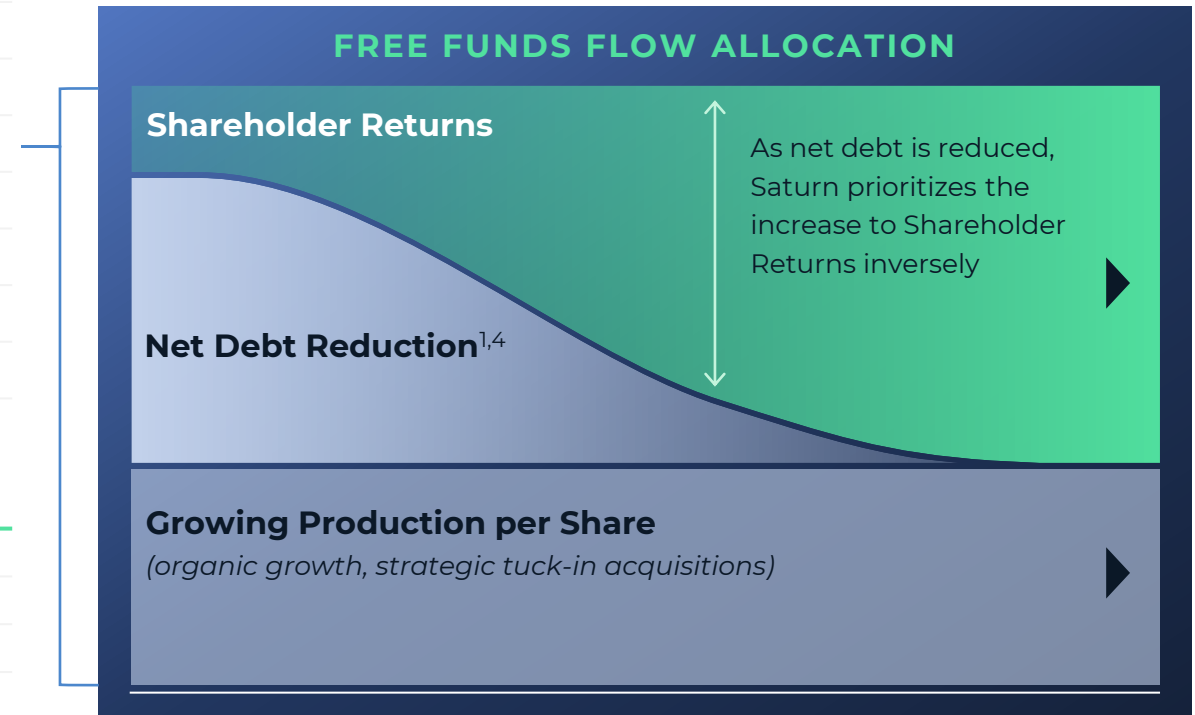 FREE FUNDS FLOW ALLOCATION
Shareholder Returns
As net debt is reduced,
Saturn prioritizes the
increase to Shareholder
Returns inversely
Net Debt Reduction1,4
Growing Production per Share
(organic growth, strategic tuck-in acquisitions)